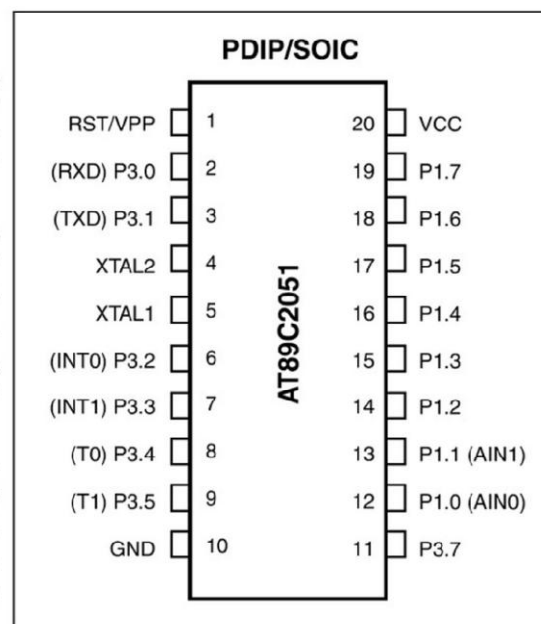 PDIP/SOIC
RST/VPP 1 20 VCC
(RXD) P3.0 2 19 P1.7
(TXD) P3.1 3 18 P1.6
XTAL2 4 17 P1.5
XTAL1 5 16 P1.4
(INT0) P3.2 6 15 P1.3
(INT1) P3.3 7 14 P1.2
(T0) P3.4 8 13 P1.1 (AIN1)
(T1) P3.5 9 12 P1.0 (AIN0)
GND 10 11 P3.7
AT89C2051